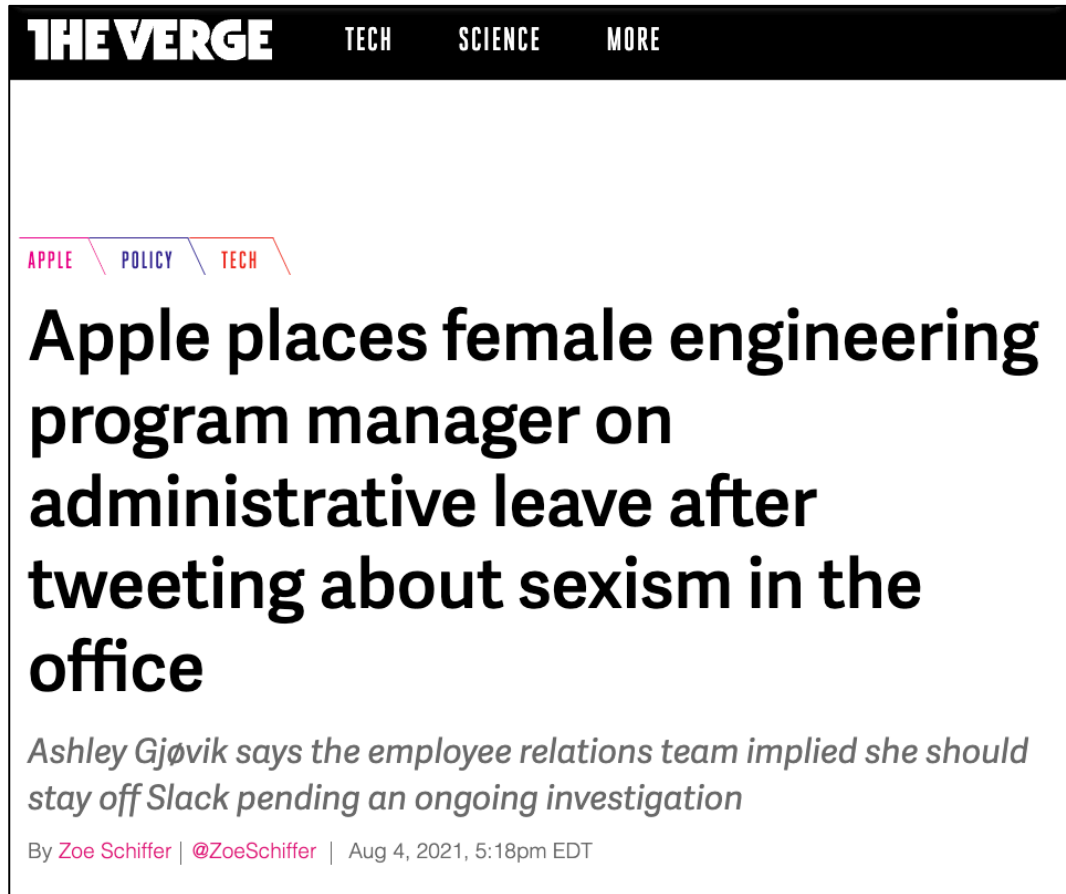 THE VERGE TECH SCIENCE MORE
APPLE POLICY TECH
Apple places female engineering
program manager on
administrative leave after
tweeting about sexism in the
office
Ashley Gjøvik says the employee relations team implied she should
stay off Slack pending an ongoing investigation
By Zoe Schiffer | @ZoeSchiffer | Aug 4, 2021, 5:18pm EDT